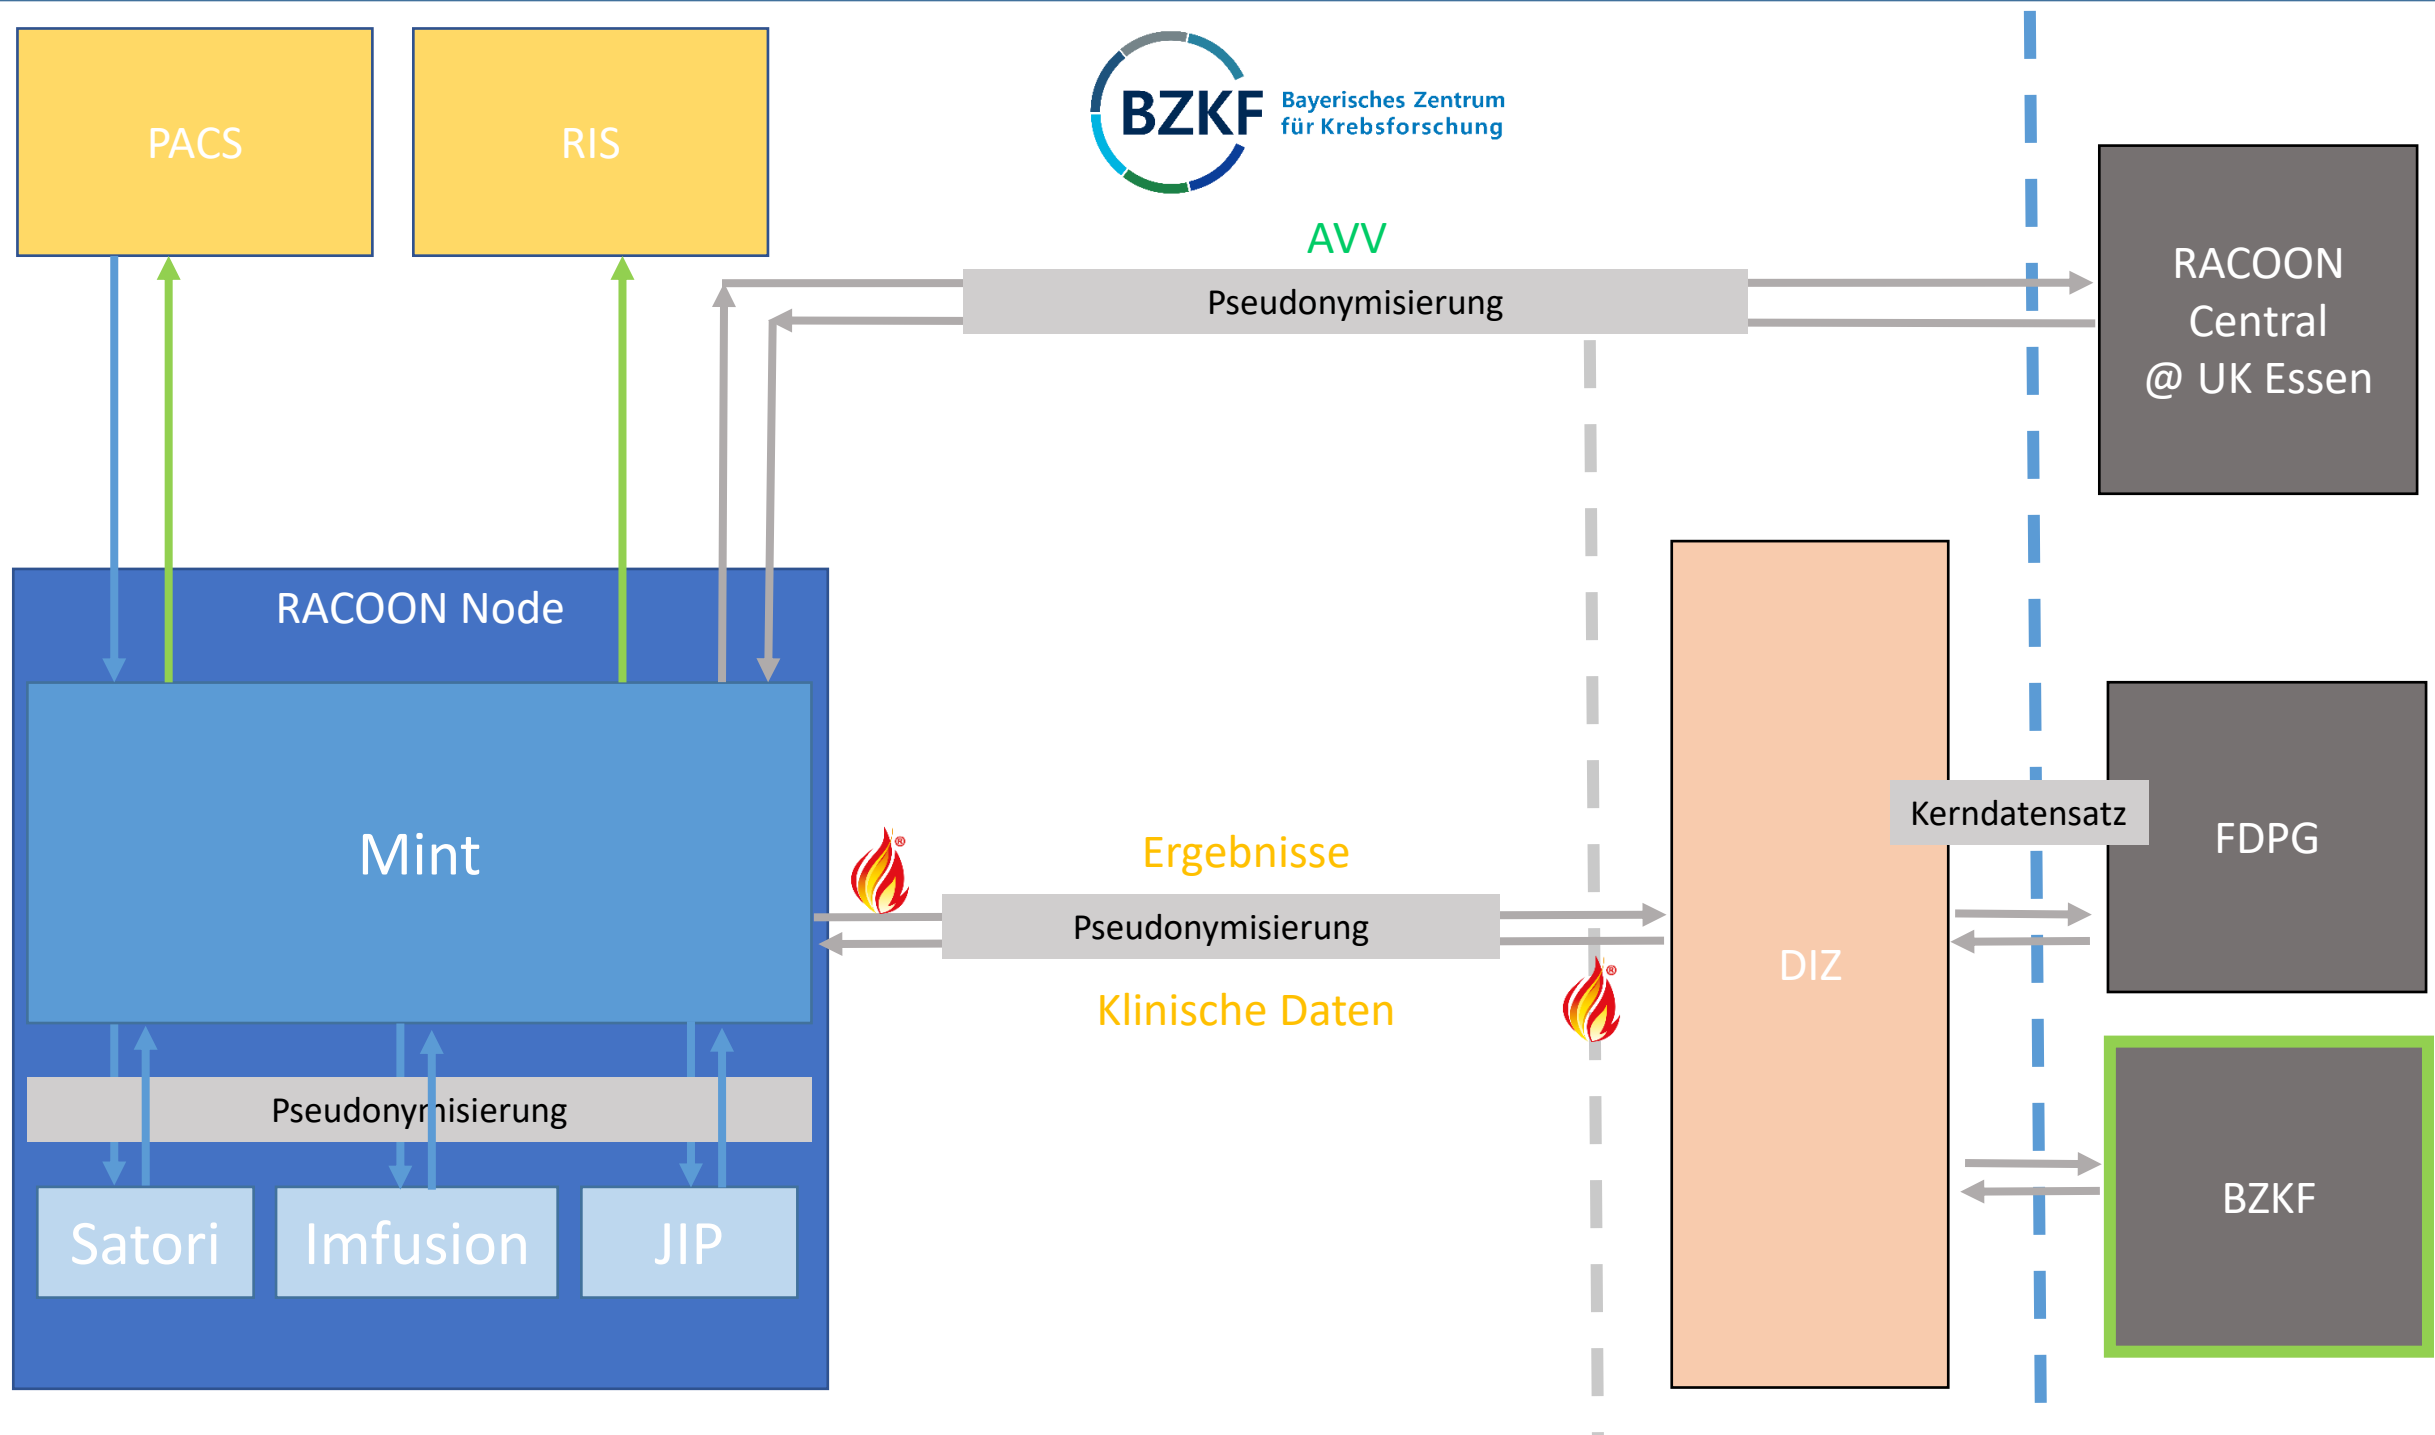 PACS
RIS
BZKF
Bayerisches Zentrum
für Krebsforschung
AVV
Pseudonymisierung
RACOON
Central
@ UK Essen
RACOON Node
Mint
Ergebnisse
Pseudonymisierung
Klinische Daten
DIZ
Kerndatensatz
FDPG
BZKF
Pseudonymisierung
Satori
Imfusion
JIP
®
®